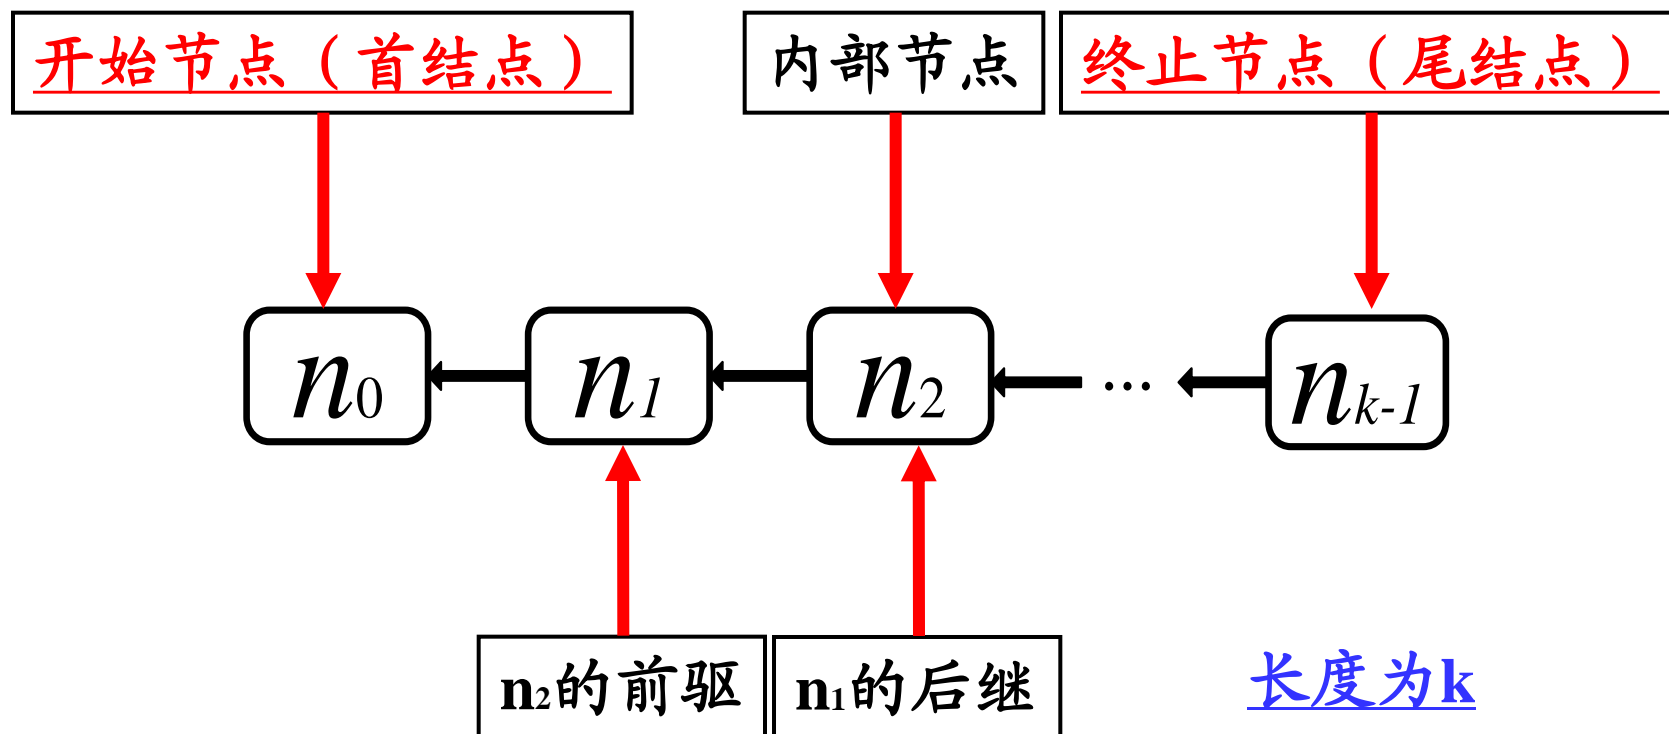 开始节点（首结点）
内部节点
终止节点（尾结点）
n0
n1
n2
...
nk-1
n2的前驱
n1的后继
长度为k